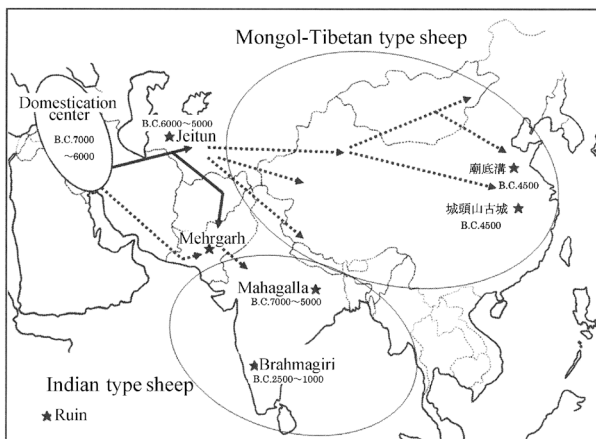 Mongol-Tibetan type sheep
Domestication
center
B.C.7000
~6000
B.C.6000~5000
Jeitun
廟底溝
B.C.4500
城頭山古城
B.C.4500
Mehrgarh
Mahagalla
B.C.7000~5000
Brahmagiri
B.C.2500~1000
Indian type sheep
Ruin